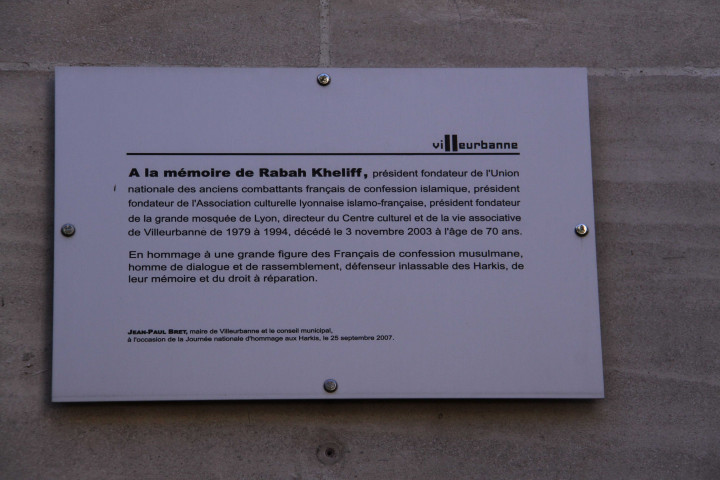 villeurbanne
A la mémoire de Rabah Kheliff, président fondateur de l'Union
nationale des anciens combattants français de confession islamique, président
fondateur de l'Association culturelle lyonnaise islamo-française, président fondateur
de la grande mosquée de Lyon, directeur du Centre culturel et de la vie associative
de Villeurbanne de 1979 à 1994, décédé le 3 novembre 2003 à l'âge de 70 ans.
En hommage à une grande figure des Français de confession musulmane,
homme de dialogue et de rassemblement, défenseur inlassable des Harkis, de
leur mémoire et du droit à réparation.
JEAN-PAUL BRET, maire de Villeurbanne et le conseil municipal,
à l'occasion de la Journée nationale d'hommage aux Harkis, le 25 septembre 2007.